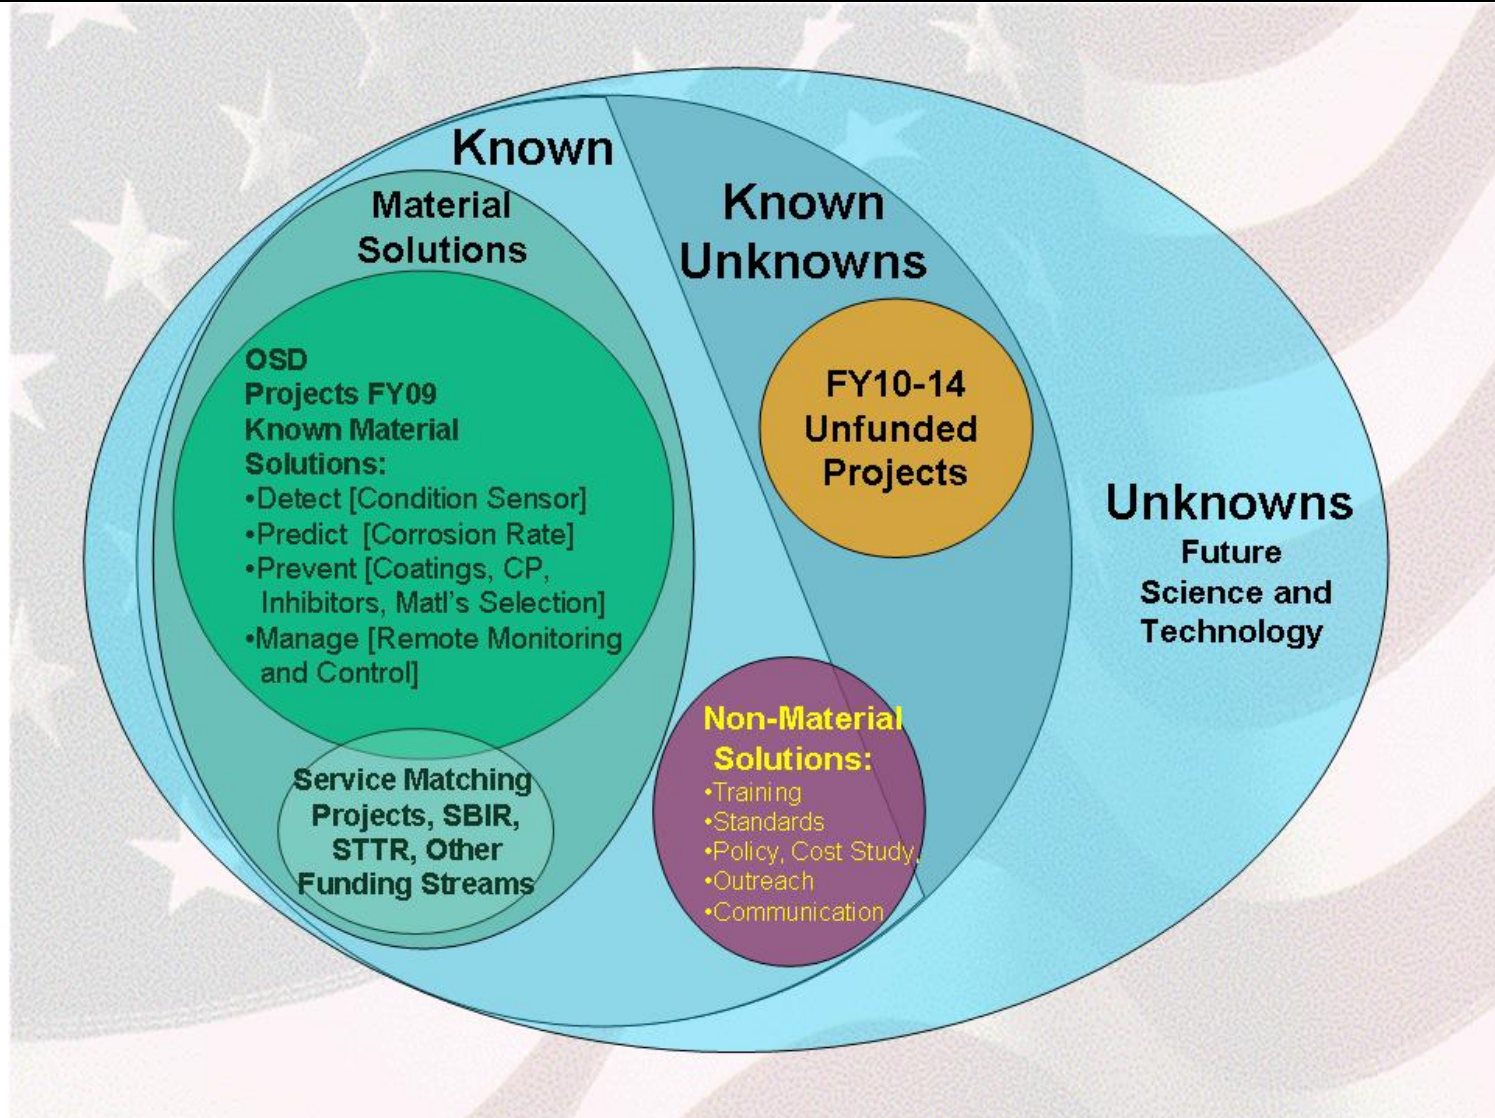 Known
Material
Solutions
OSD
Projects FY09
Known Material
Solutions:
•Detect [Condition Sensor]
•Predict [Corrosion Rate]
•Prevent [Coatings, CP,
Inhibitors, Matl's Selection]
•Manage [Remote Monitoring
and Control]
Service Matching
Projects, SBIR,
STTR, Other
Funding Streams
Known
Unknowns
FY10-14
Unfunded
Projects
Non-Material
Solutions:
•Training
•Standards
•Policy, Cost Study,
•Outreach
•Communication
Unknowns
Future
Science and
Technology